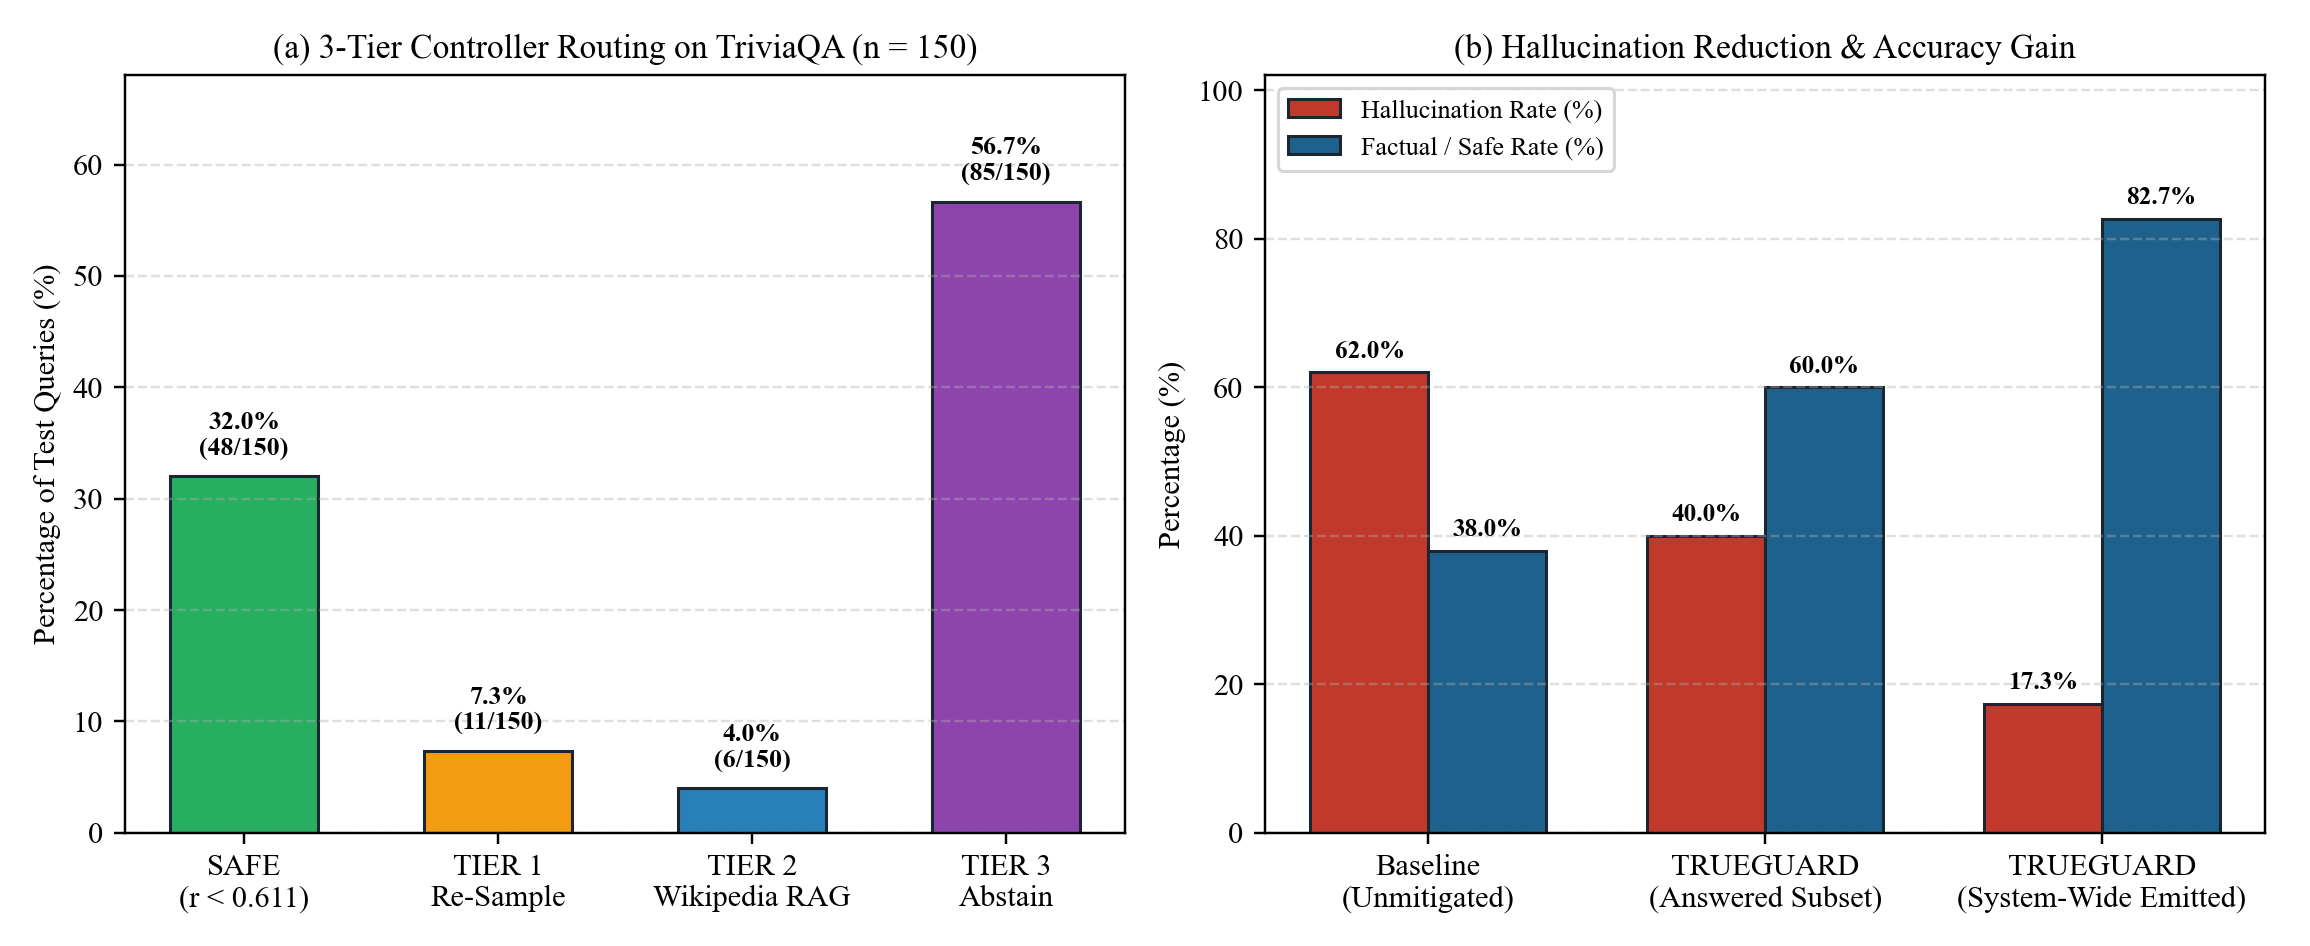 (a) 3-Tier Controller Routing on TriviaQA (n = 150)
Percentage of Test Queries (%)
60
50
40
30
20
10
0
32.0%
(48/150)
7.3%
(11/150)
4.0%
(6/150)
56.7%
(85/150)
SAFE
(r < 0.611)
TIER 1
Re-Sample
TIER 2
Wikipedia RAG
TIER 3
Abstain
(b) Hallucination Reduction & Accuracy Gain
Percentage (%)
100
80
60
40
20
0
Hallucination Rate (%)
Factual / Safe Rate (%)
62.0%
38.0%
40.0%
60.0%
17.3%
82.7%
Baseline
(Unmitigated)
TRUEGUARD
(Answered Subset)
TRUEGUARD
(System-Wide Emitted)